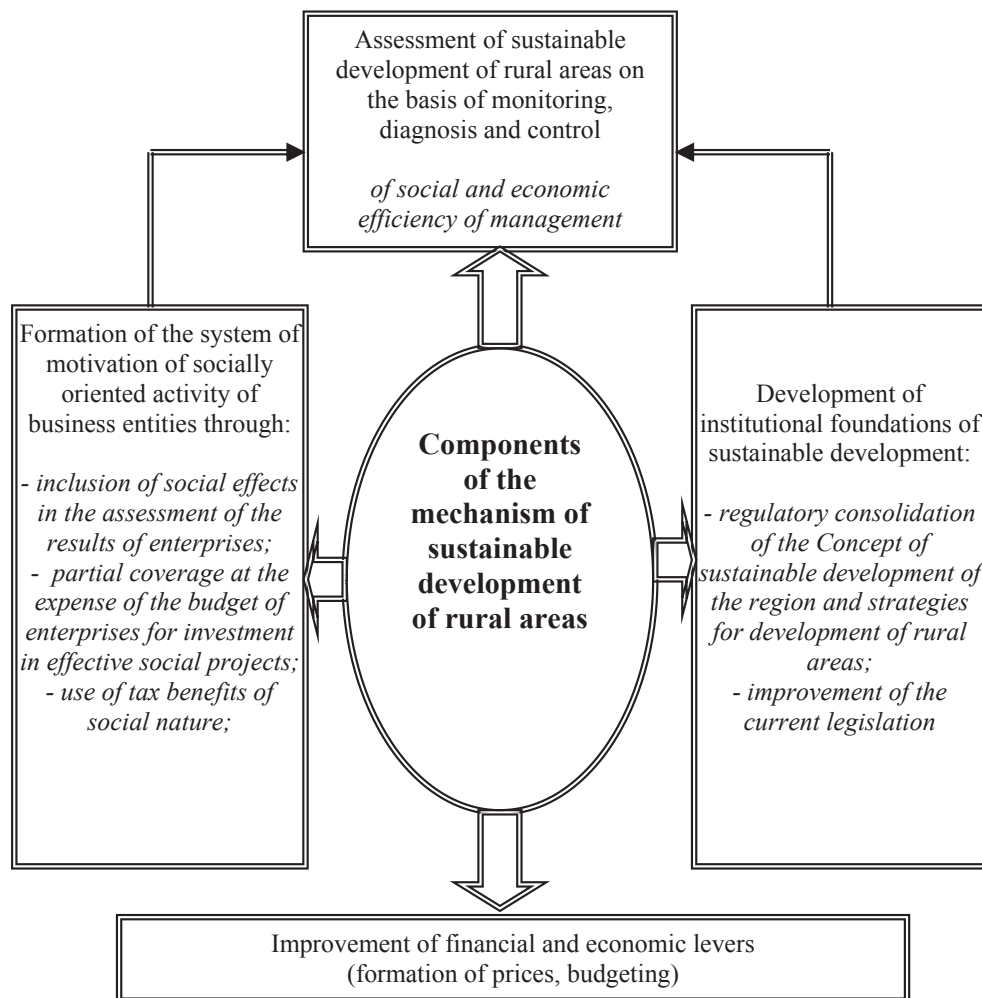 Assessment of sustainable
development of rural areas on
the basis of monitoring,
diagnosis and control
of social and economic
efficiency of management
Formation of the system of
motivation of socially
oriented activity of
business entities through:
- inclusion of social effects
in the assessment of the
results of enterprises;
- partial coverage at the
expense of the budget of
enterprises for investment
in effective social projects;
- use of tax benefits of
social nature;
Components
of the
mechanism of
sustainable
development
of rural areas
Development of
institutional foundations of
sustainable development:
- regulatory consolidation
of the Concept of
sustainable development of
the region and strategies
for development of rural
areas;
- improvement of the
current legislation
Improvement of financial and economic levers
(formation of prices, budgeting)